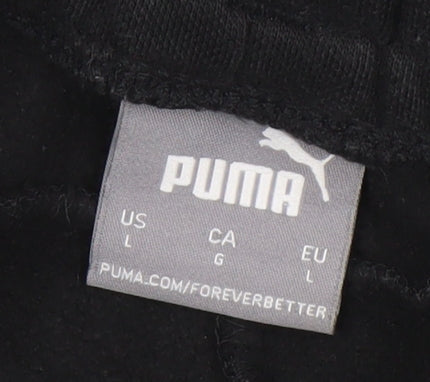 PUMA
US CA EU
L G L
PUMA.COM/FOREVERBETTER